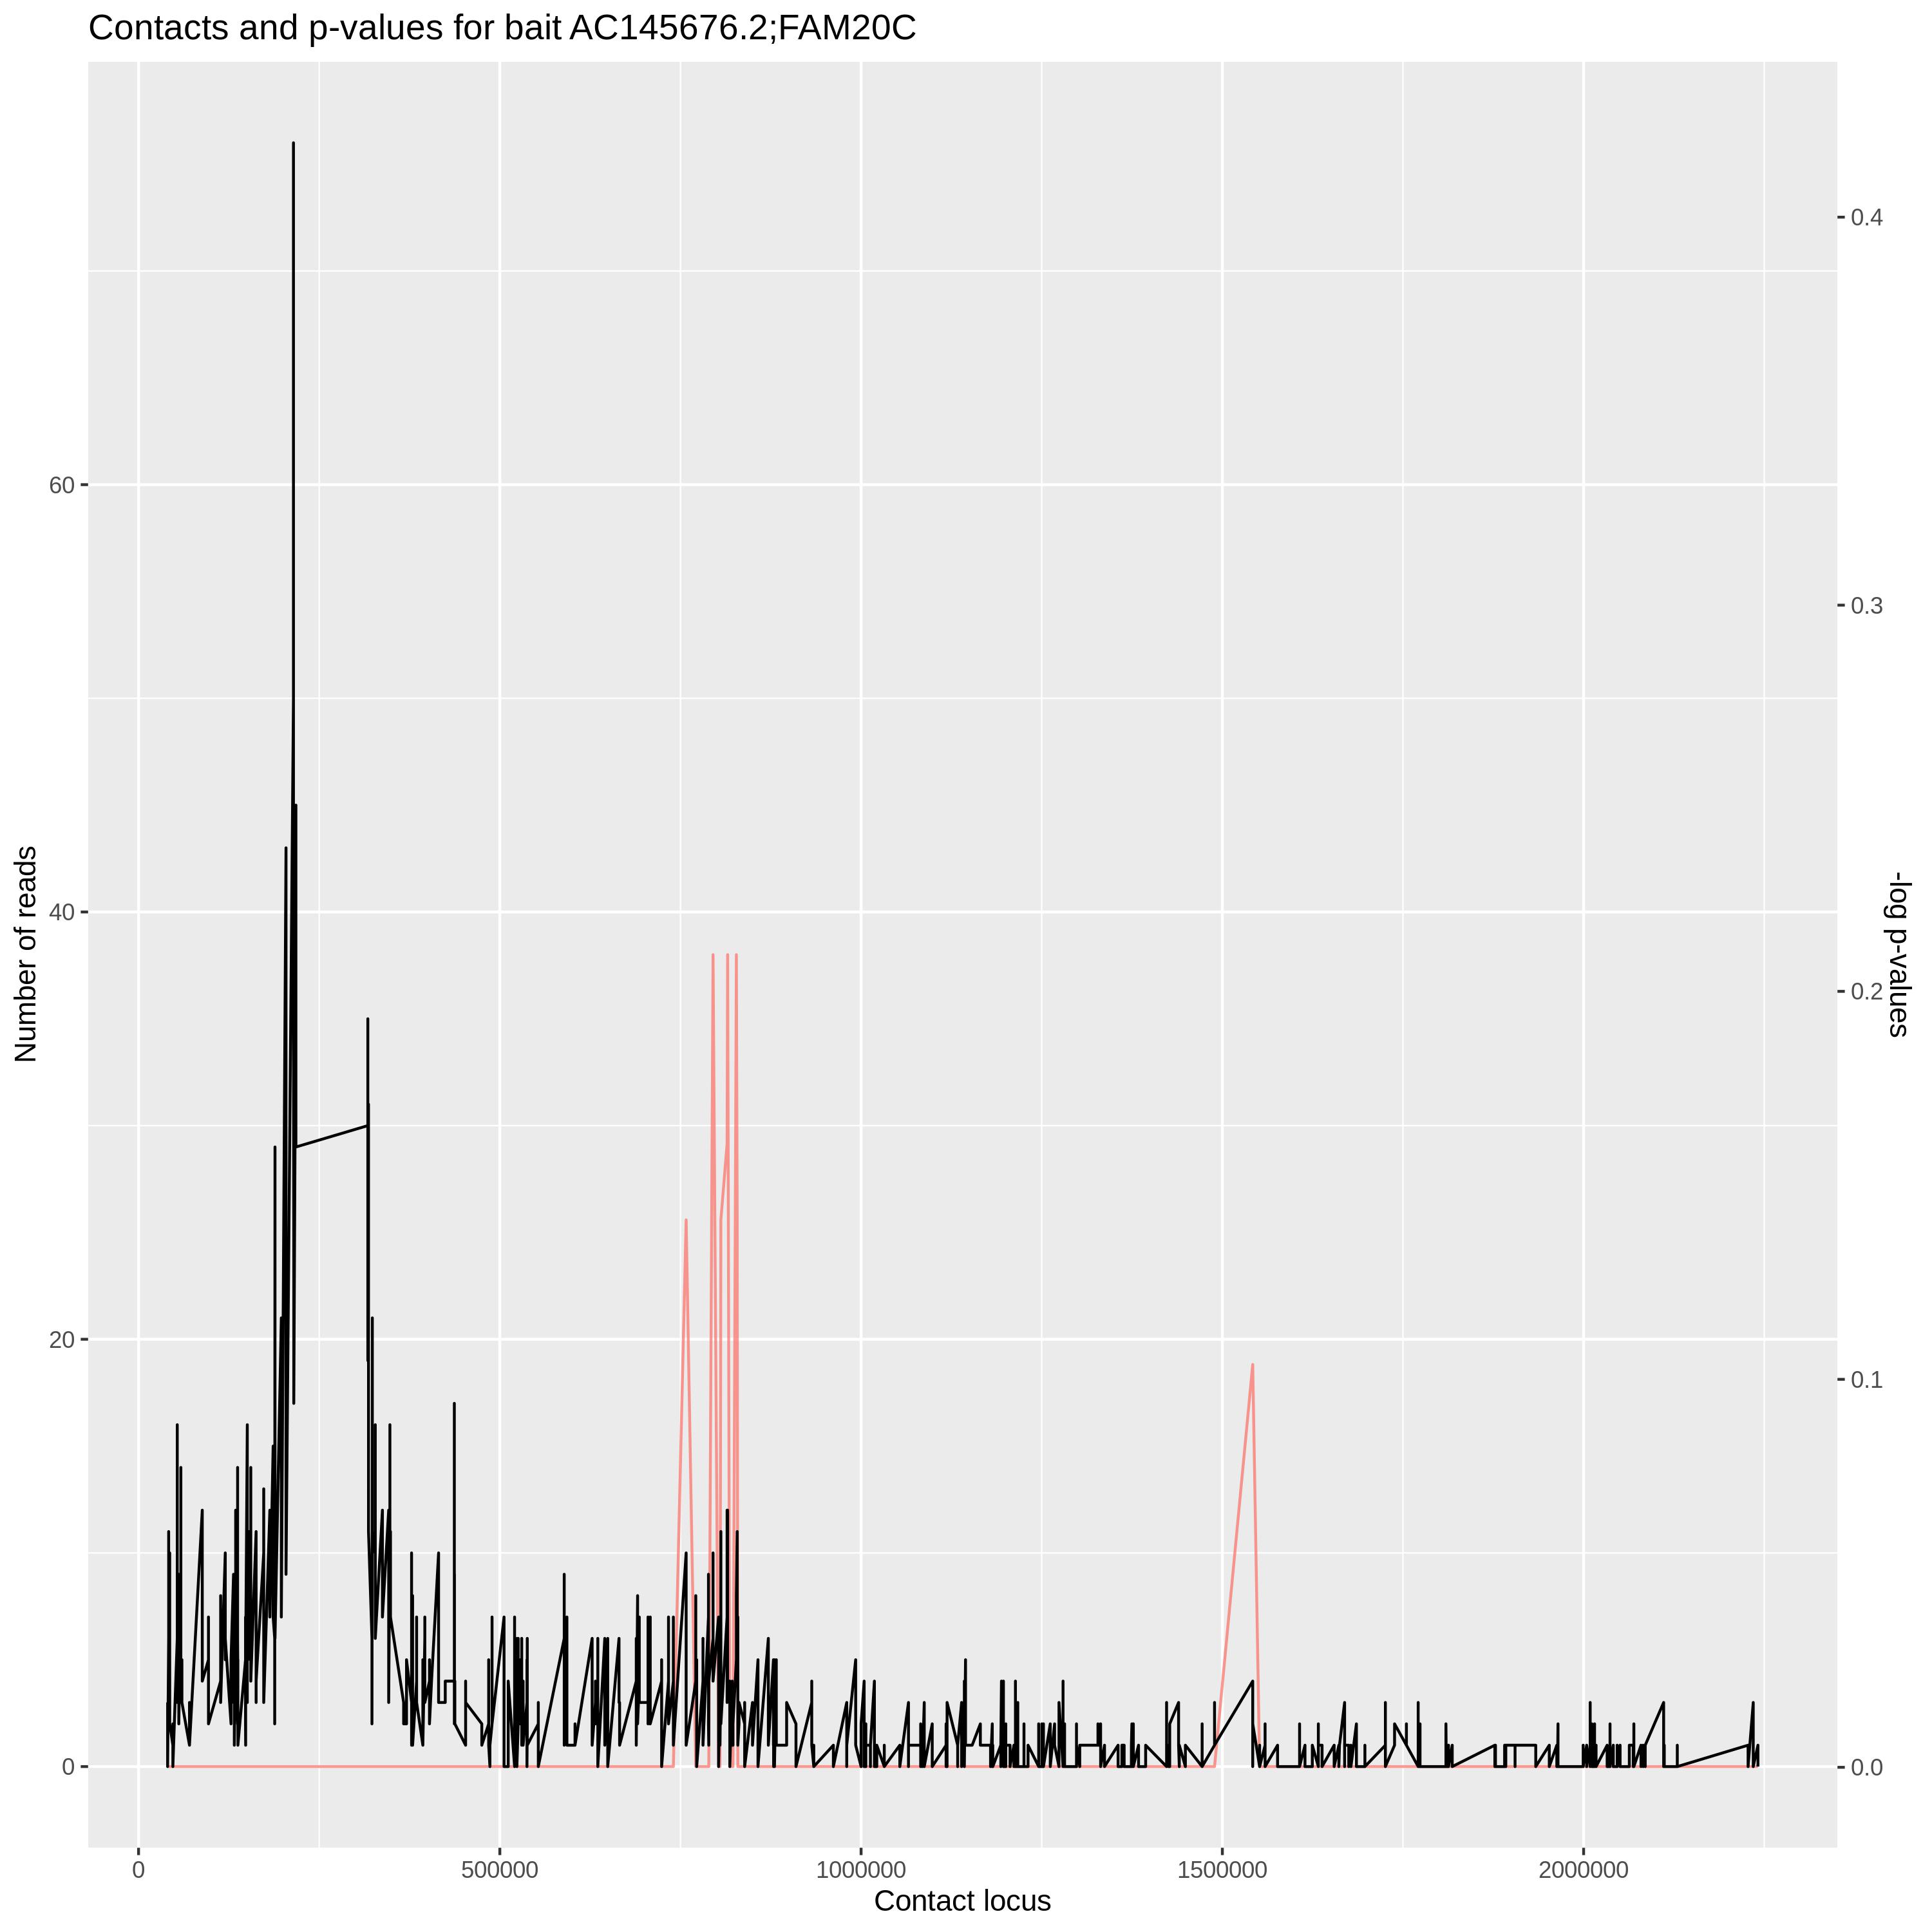 Contacts and p-values for bait AC145676.2;FAM20C
Number of reads
60
40
20
0
0.4
0.3
0.2
0.1
0.0
-log p-values
0 500000 1000000 1500000 2000000
Contact locus